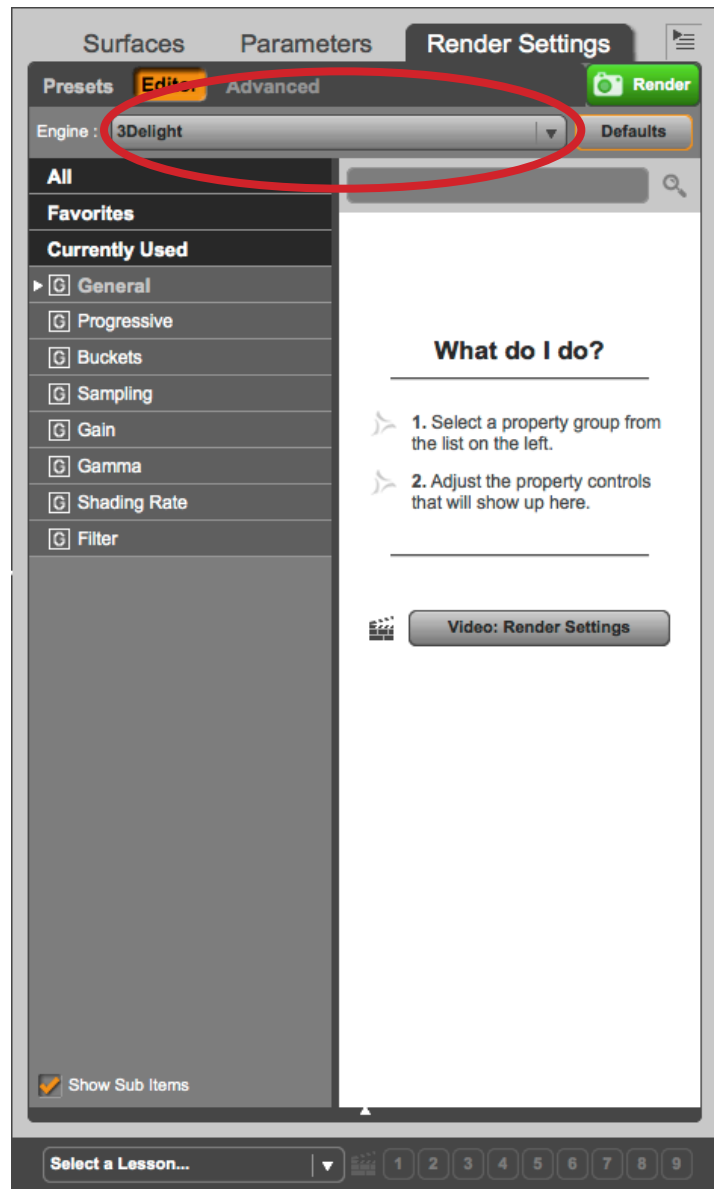 Surfaces Parameters Render Settings
Presets Editor Advanced Render
Engine : 3Delight Defaults
All
Favorites
Currently Used
G General
G Progressive
G Buckets
G Sampling
G Gain
G Gamma
G Shading Rate
G Filter
What do I do?
1. Select a property group from
the list on the left.
2. Adjust the property controls
that will show up here.
Video: Render Settings
Show Sub Items
Select a Lesson... 1 2 3 4 5 6 7 8 9